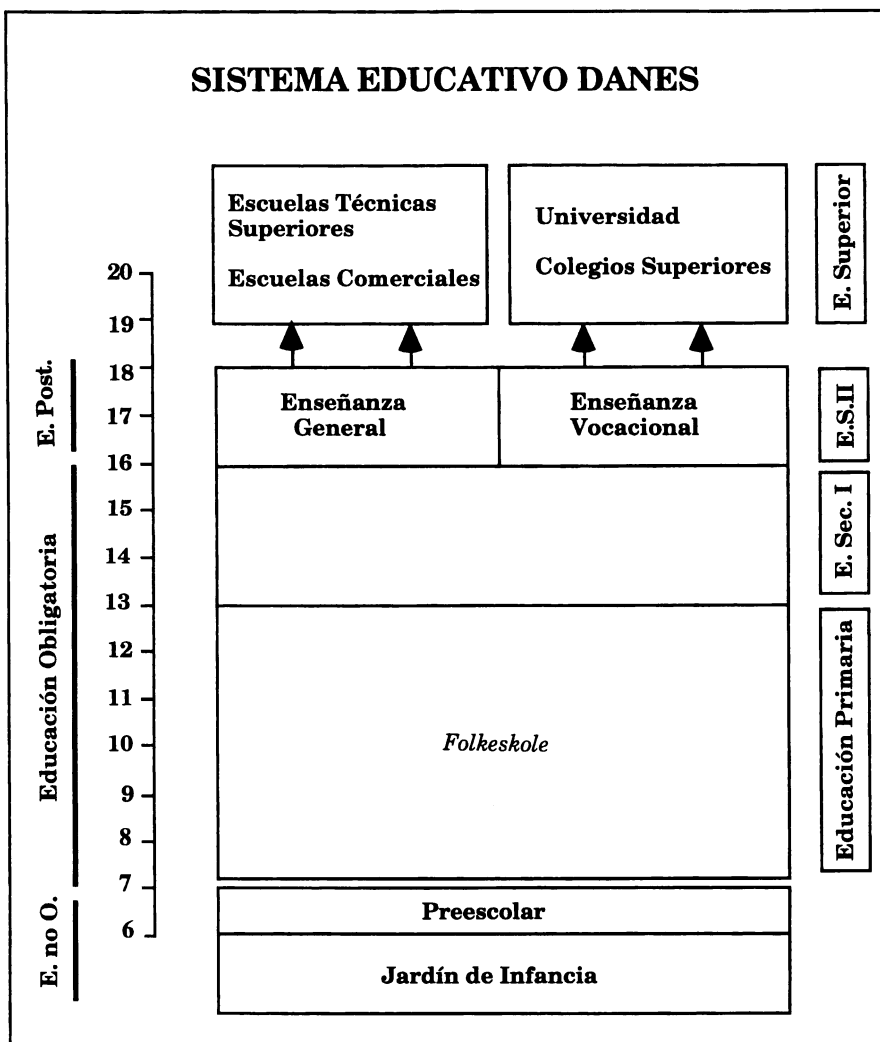 SISTEMA EDUCATIVO DANES
Escuelas Técnicas
Superiores
Escuelas Comerciales
Universidad
Colegios Superiores
E. Superior
20
19
18
17
16
15
14
13
12
11
10
9
8
7
6
E. Post.
Educación Obligatoria
E. no O.
Enseñanza
General
Enseñanza
Vocacional
E.S.II
E. Sec. I
Folkeskole
Educación Primaria
Preescolar
Jardín de Infancia